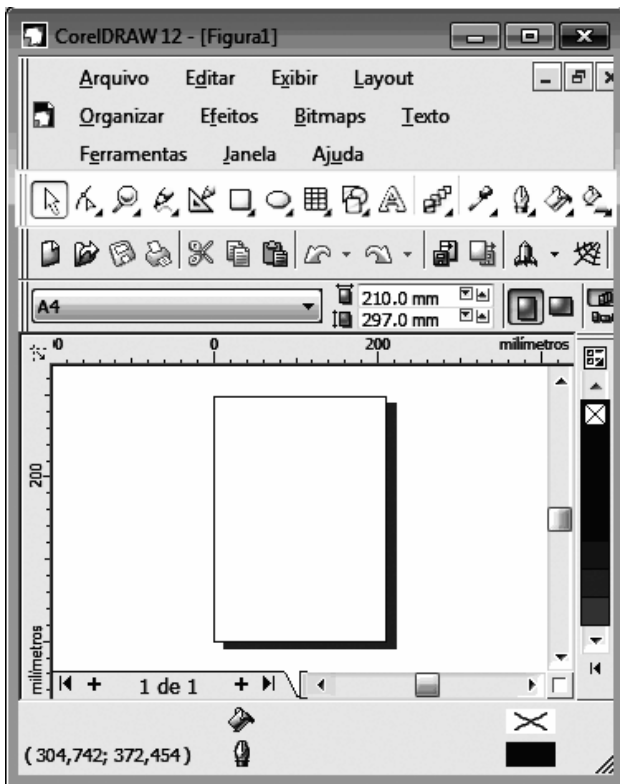 CorelDRAW 12 - [Figura1]
Arquivo Editar Exibir Layout
Organizar Efeitos Bitmaps Texto
Ferramentas Janela Ajuda
A4
210.0 mm
297.0 mm
0 0 200 milímetros
200
milímetros
1 de 1
( 304,742; 372,454 )